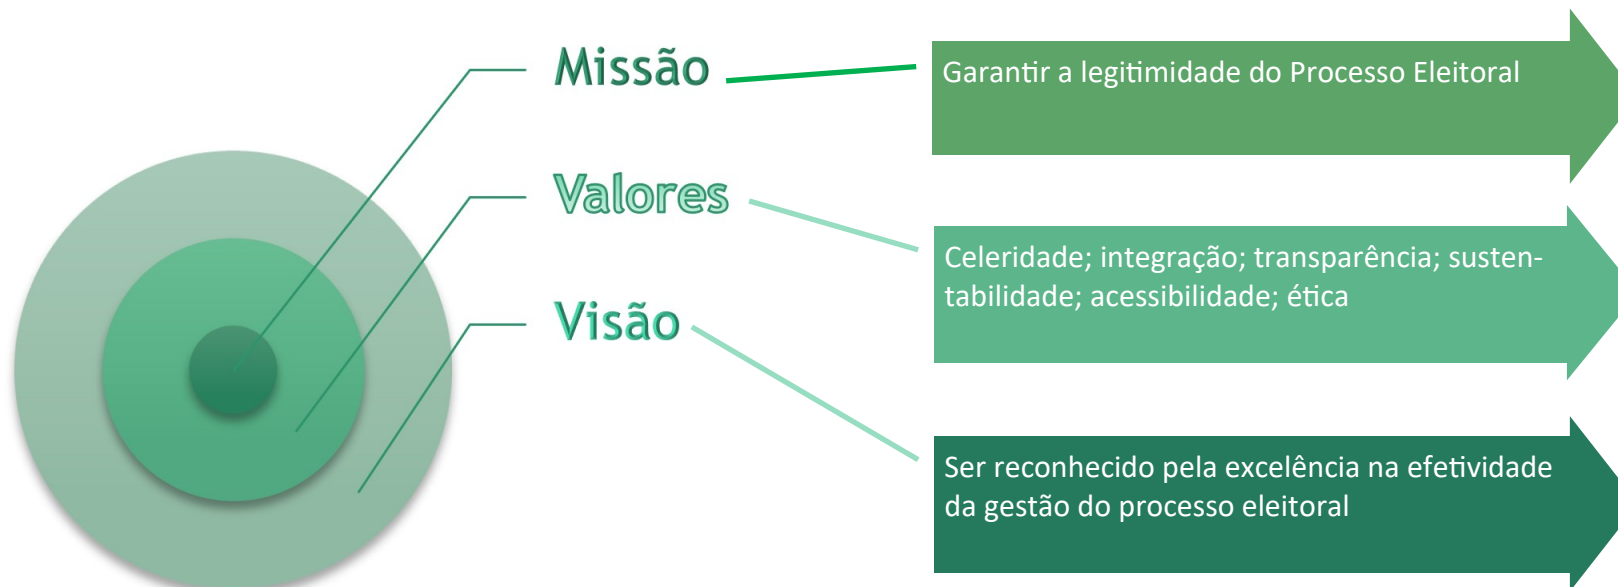 Missão
Garantir a legitimidade do Processo Eleitoral
Valores
Celeridade; integração; transparência; susten-
tabilidade; acessibilidade; ética
Visão
Ser reconhecido pela excelência na efetividade
da gestão do processo eleitoral